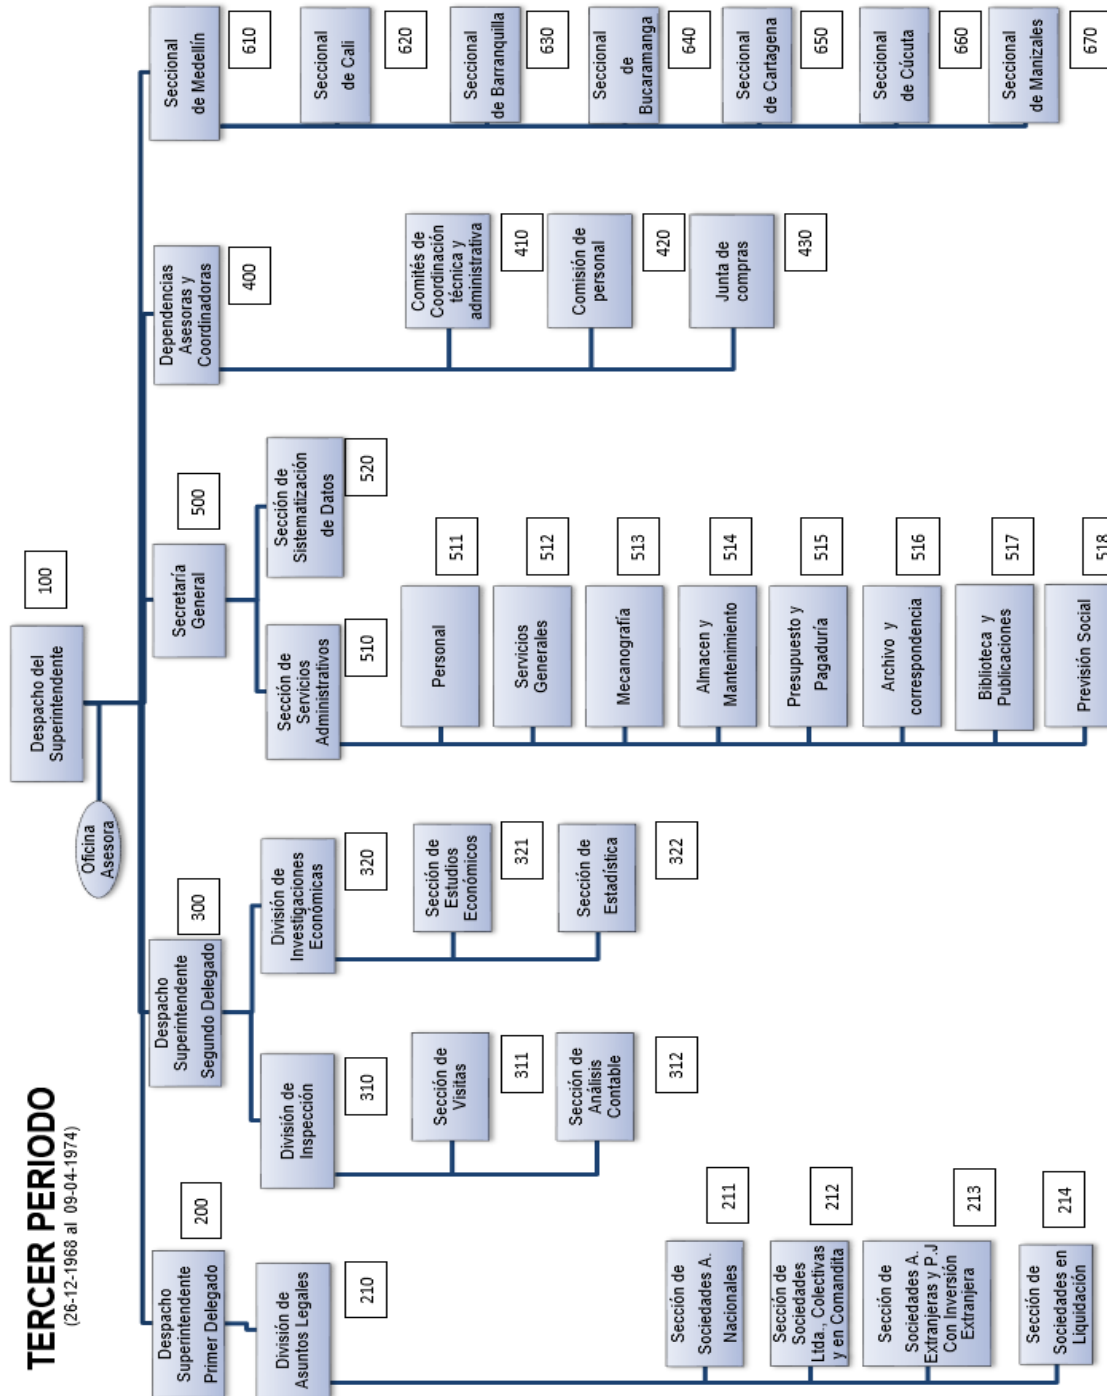 TERCER PERIODO
(26-12-1968 al 09-04-1974)
Despacho del
Superintendente
100
Oficina
Asesora
Despacho
Superintendente
Primer Delegado
200
División de
Asuntos Legales
210
Sección de
Sociedades A.
Nacionales
211
Sección de
Sociedades
Ltda., Colectivas
y en Comandita
212
Sección de
Sociedades A.
Extranjeras y P.J
Con Inversión
Extranjera
213
Sección de
Sociedades en
Liquidación
214
Despacho
Superintendente
Segundo Delegado
300
División de
Inspección
310
Sección de
Visitas
311
Sección de
Análisis
Contable
312
División de
Investigaciones
Económicas
320
Sección de
Estudios
Económicos
321
Sección de
Estadística
322
Secretaría
General
500
Sección de
Servicios
Administrativos
510
Personal
511
Servicios
Generales
512
Mecanografía
513
Almacen y
Mantenimiento
514
Presupuesto y
Pagaduría
515
Archivo y
correspondencia
516
Biblioteca y
Publicaciones
517
Previsión Social
518
Sección de
Sistematización
de Datos
520
Dependencias
Asesoras y
Coordinadoras
400
Comités de
Coordinación
técnica y
administrativa
410
Comisión de
personal
420
Junta de
compras
430
Seccional
de Medellín
610
Seccional
de Cali
620
Seccional
de Barranquilla
630
Seccional
de
Bucaramanga
640
Seccional
de Cartagena
650
Seccional
de Cúcuta
660
Seccional
de Manizales
670